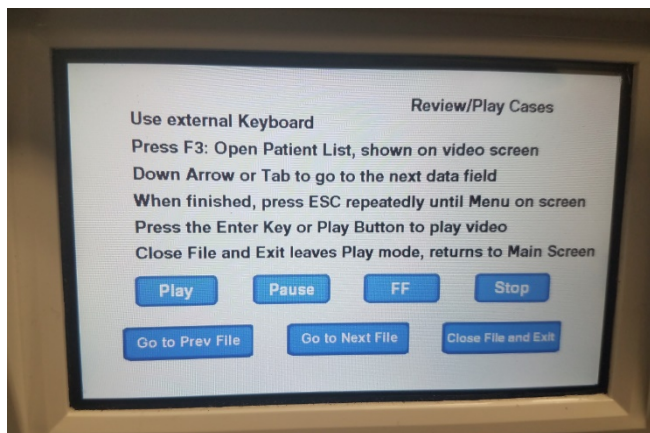 Review/Play Cases
Use external Keyboard
Press F3: Open Patient List, shown on video screen
Down Arrow or Tab to go to the next data field
When finished, press ESC repeatedly until Menu on screen
Press the Enter Key or Play Button to play video
Close File and Exit leaves Play mode, returns to Main Screen
Play Pause FF Stop
Go to Prev File Go to Next File Close File and Exit